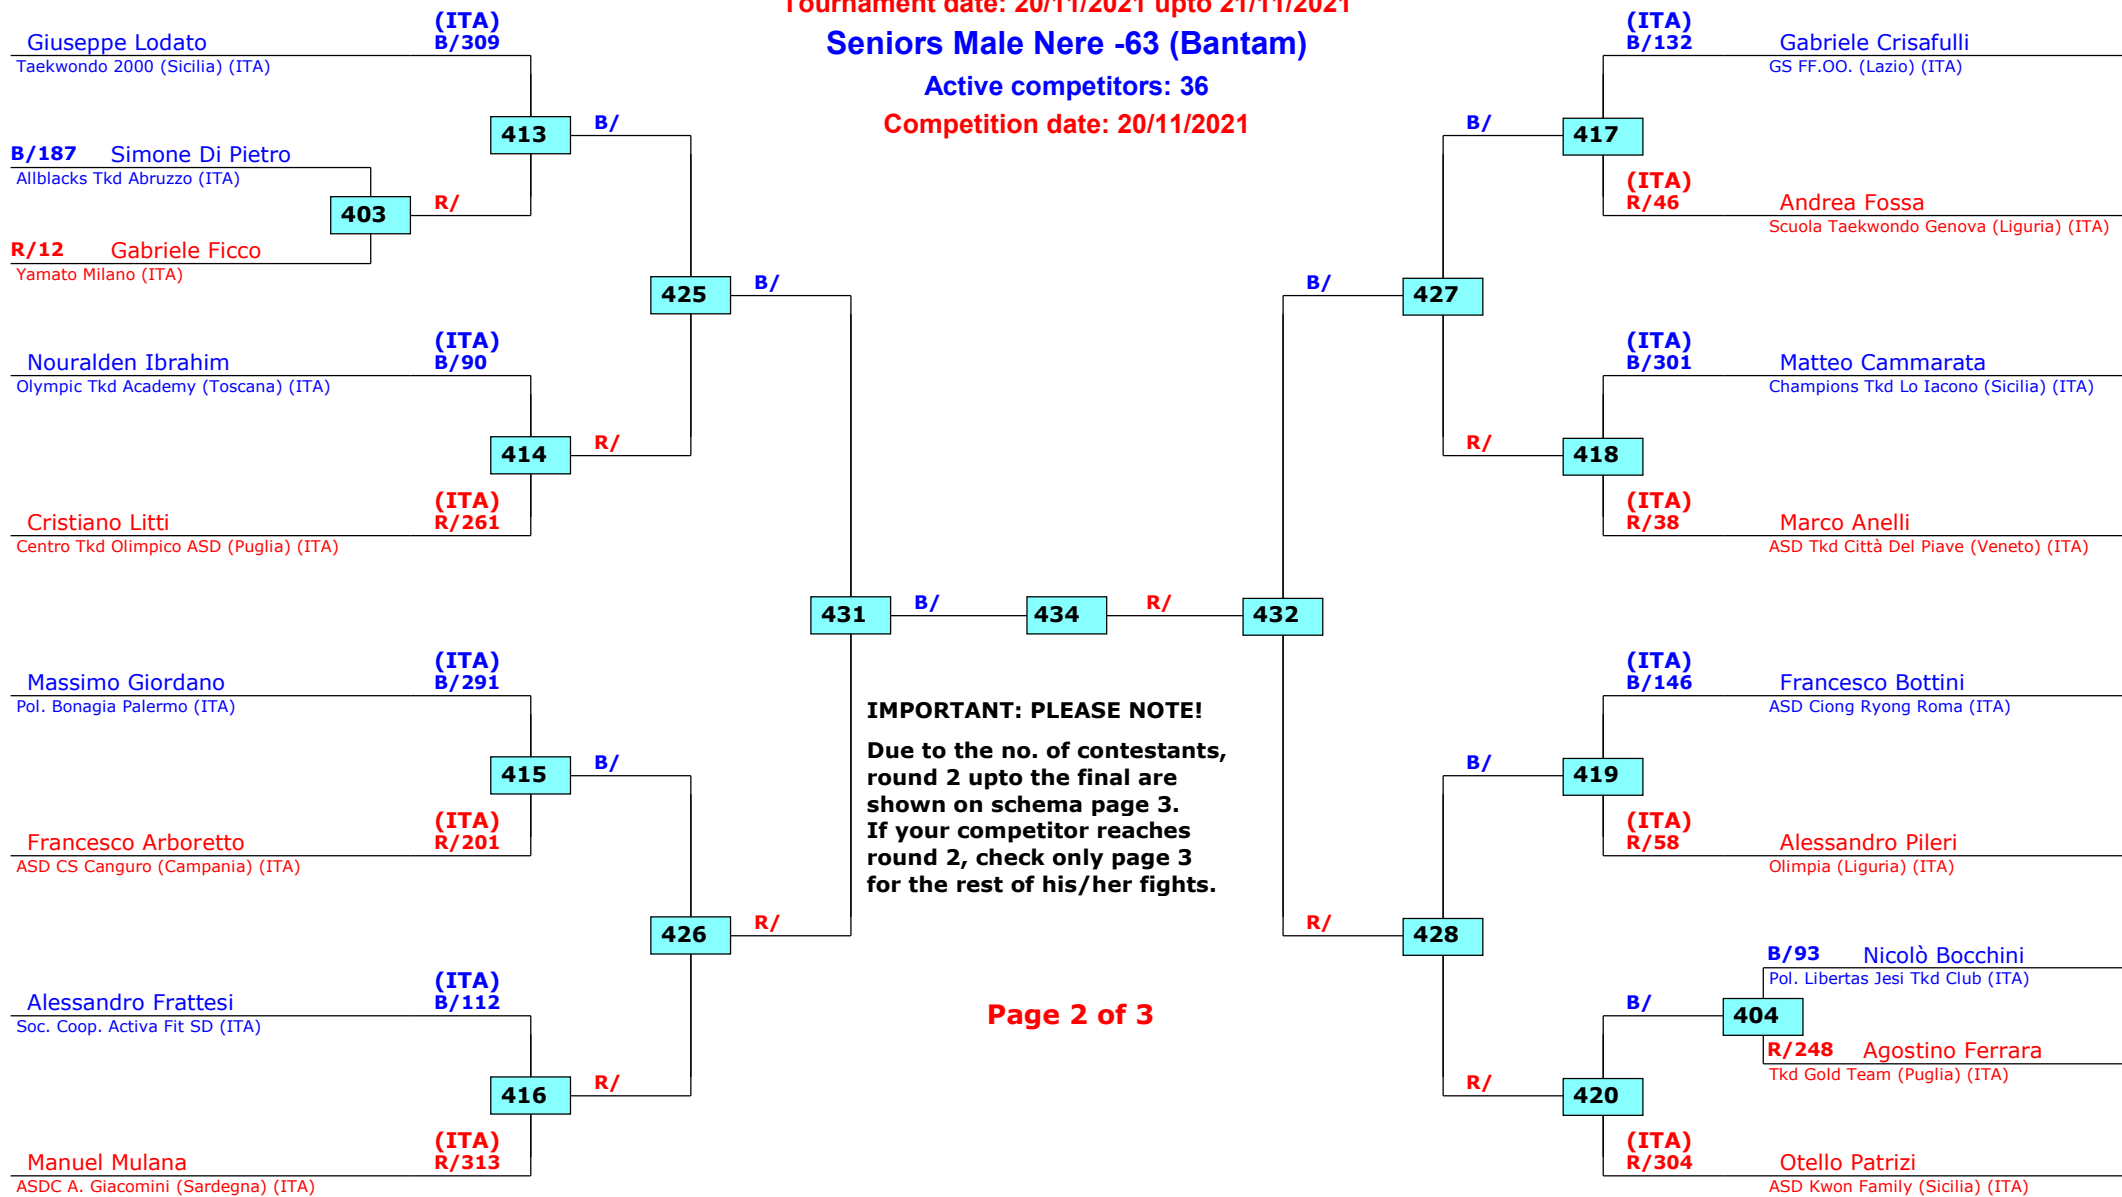 Tournament date: 20/11/2021 upto 21/11/2021
Seniors Male Nere -63 (Bantam)
Active competitors: 36
Competition date: 20/11/2021
(ITA)
Giuseppe Lodato B/309
Taekwondo 2000 (Sicilia) (ITA)
413 B/
B/187 Simone Di Pietro
Allblacks Tkd Abruzzo (ITA)
403 R/
R/12 Gabriele Ficco
Yamato Milano (ITA)
425 B/
(ITA)
Nouralden Ibrahim B/90
Olympic Tkd Academy (Toscana) (ITA)
414 R/
(ITA)
Cristiano Litti R/261
Centro Tkd Olimpico ASD (Puglia) (ITA)
431 B/ 434 R/ 432
(ITA)
Massimo Giordano B/291
Pol. Bonagia Palermo (ITA)
415 B/
(ITA)
Francesco Arboretto R/201
ASD CS Canguro (Campania) (ITA)
426 R/
(ITA)
Alessandro Frattesi B/112
Soc. Coop. Activa Fit SD (ITA)
416 R/
(ITA)
Manuel Mulana R/313
ASDC A. Giacomini (Sardegna) (ITA)
IMPORTANT: PLEASE NOTE!
Due to the no. of contestants,
round 2 upto the final are
shown on schema page 3.
If your competitor reaches
round 2, check only page 3
for the rest of his/her fights.
Page 2 of 3
(ITA)
B/132 Gabriele Crisafulli
GS FF.OO. (Lazio) (ITA)
B/ 417
(ITA)
R/46 Andrea Fossa
Scuola Taekwondo Genova (Liguria) (ITA)
B/ 427
(ITA)
B/301 Matteo Cammarata
Champions Tkd Lo Iacono (Sicilia) (ITA)
R/ 418
(ITA)
R/38 Marco Anelli
ASD Tkd Città Del Piave (Veneto) (ITA)
(ITA)
B/146 Francesco Bottini
ASD Ciong Ryong Roma (ITA)
B/ 419
(ITA)
R/58 Alessandro Pileri
Olimpia (Liguria) (ITA)
R/ 428
B/93 Nicolò Bocchini
Pol. Libertas Jesi Tkd Club (ITA)
B/ 404
R/248 Agostino Ferrara
Tkd Gold Team (Puglia) (ITA)
R/ 420
(ITA)
R/304 Otello Patrizi
ASD Kwon Family (Sicilia) (ITA)